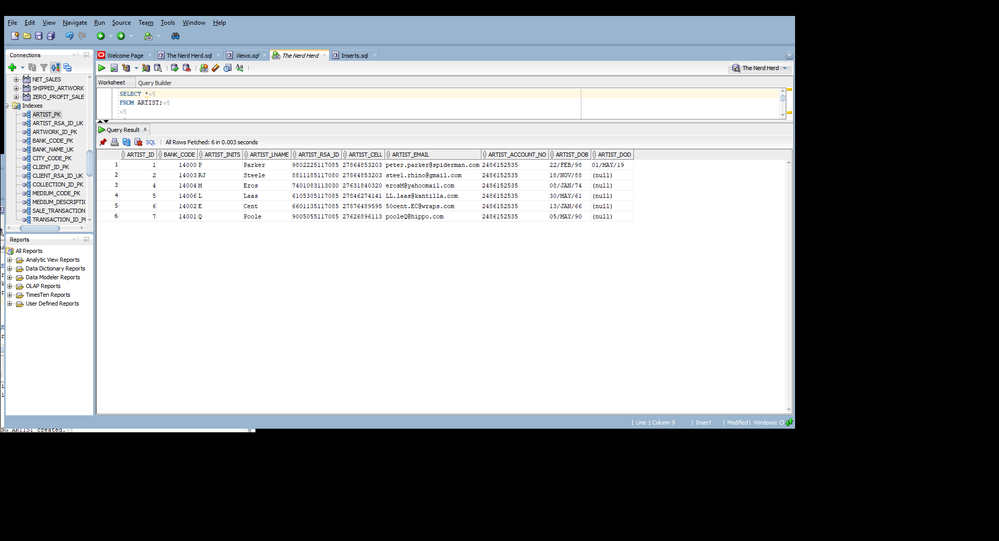 File Edit View Navigate Run Source Team Tools Window Help
Connections
Welcome Page The Nerd Herd.sql Views.sql The Nerd Herd Inserts.sql
The Nerd Herd
Worksheet Query Builder
NET_SALES
SHIPPED_ARTWORK
ZERO_PROFIT_SALE
Indexes
ARTIST_PK
ARTIST_RSA_ID_UK
ARTWORK_ID_PK
BANK_CODE_PK
BANK_NAME_UK
CITY_CODE_PK
CLIENT_ID_PK
CLIENT_RSA_ID_UK
COLLECTION_ID_PK
MEDIUM_CODE_PK
MEDIUM_DESCRIPTIO
SALE_TRANSACTION
TRANSACTION_ID_P
SELECT *
FROM ARTIST;
Query Result
SQL All Rows Fetched: 6 in 0.003 seconds
ARTIST_ID BANK_CODE ARTIST_INITS ARTIST_LNAME ARTIST_RSA_ID ARTIST_CELL ARTIST_EMAIL ARTIST_ACCOUNT_NO ARTIST_DOB ARTIST_DOD
1 1 14000 P Parker 9802225117085 27864853203 peter.parker@spiderman.com 2486152535 22/FEB/98 01/MAY/19
2 2 14003 RJ Steele 8811185117080 27864853203 steel.rhino@gmail.com 2486152535 18/NOV/88 (null)
3 4 14004 M Eros 7401083113030 27631840320 erosM@yahoomail.com 2486152535 08/JAN/74 (null)
4 5 14006 L Laas 6105305117085 27846274141 LL.laas@kantilla.com 2486152535 30/MAY/61 (null)
5 6 14002 E Cent 6601135117085 27876489595 50cent.EC@wraps.com 2486152535 13/JAN/66 (null)
6 7 14001 Q Poole 9005055117085 27626896113 pooleQ@hippo.com 2486152535 05/MAY/90 (null)
Reports
All Reports
Analytic View Reports
Data Dictionary Reports
Data Modeler Reports
OLAP Reports
TimesTen Reports
User Defined Reports
Line 1 Column 9 Insert Modified Windows: C
NG ARTIST created.